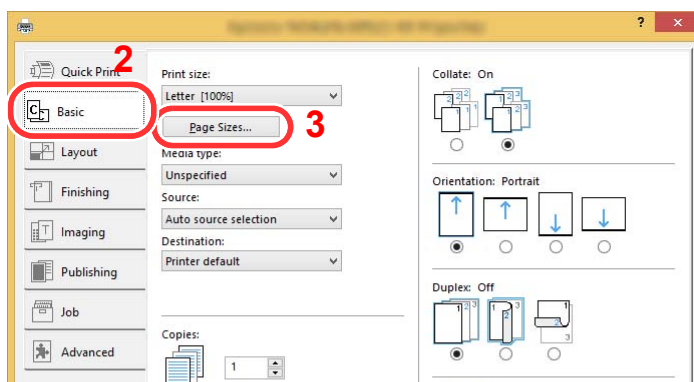 ?
x
Quick Print
2
Basic
Layout
Finishing
Imaging
Publishing
Job
Advanced
Print size:
Letter [100%]
Page Sizes...
3
Media type:
Unspecified
Source:
Auto source selection
Destination:
Printer default
Copies:
1
Collate: On
Orientation: Portrait
Duplex: Off